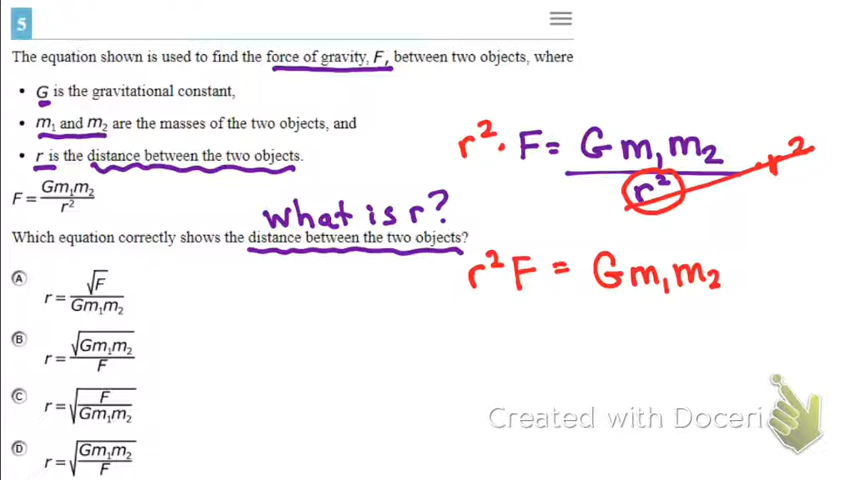 5
The equation shown is used to find the force of gravity, F, between two objects, where
• G is the gravitational constant,
• m₁ and m₂ are the masses of the two objects, and
• r is the distance between the two objects.
F = Gm₁m₂ / r²
r² · F = Gm₁m₂ / r² · r²
what is r?
Which equation correctly shows the distance between the two objects?
r²F = Gm₁m₂
A r = √F / Gm₁m₂
B r = √Gm₁m₂ / F
C r = √(F / Gm₁m₂)
D r = √(Gm₁m₂ / F)
Created with Doceri